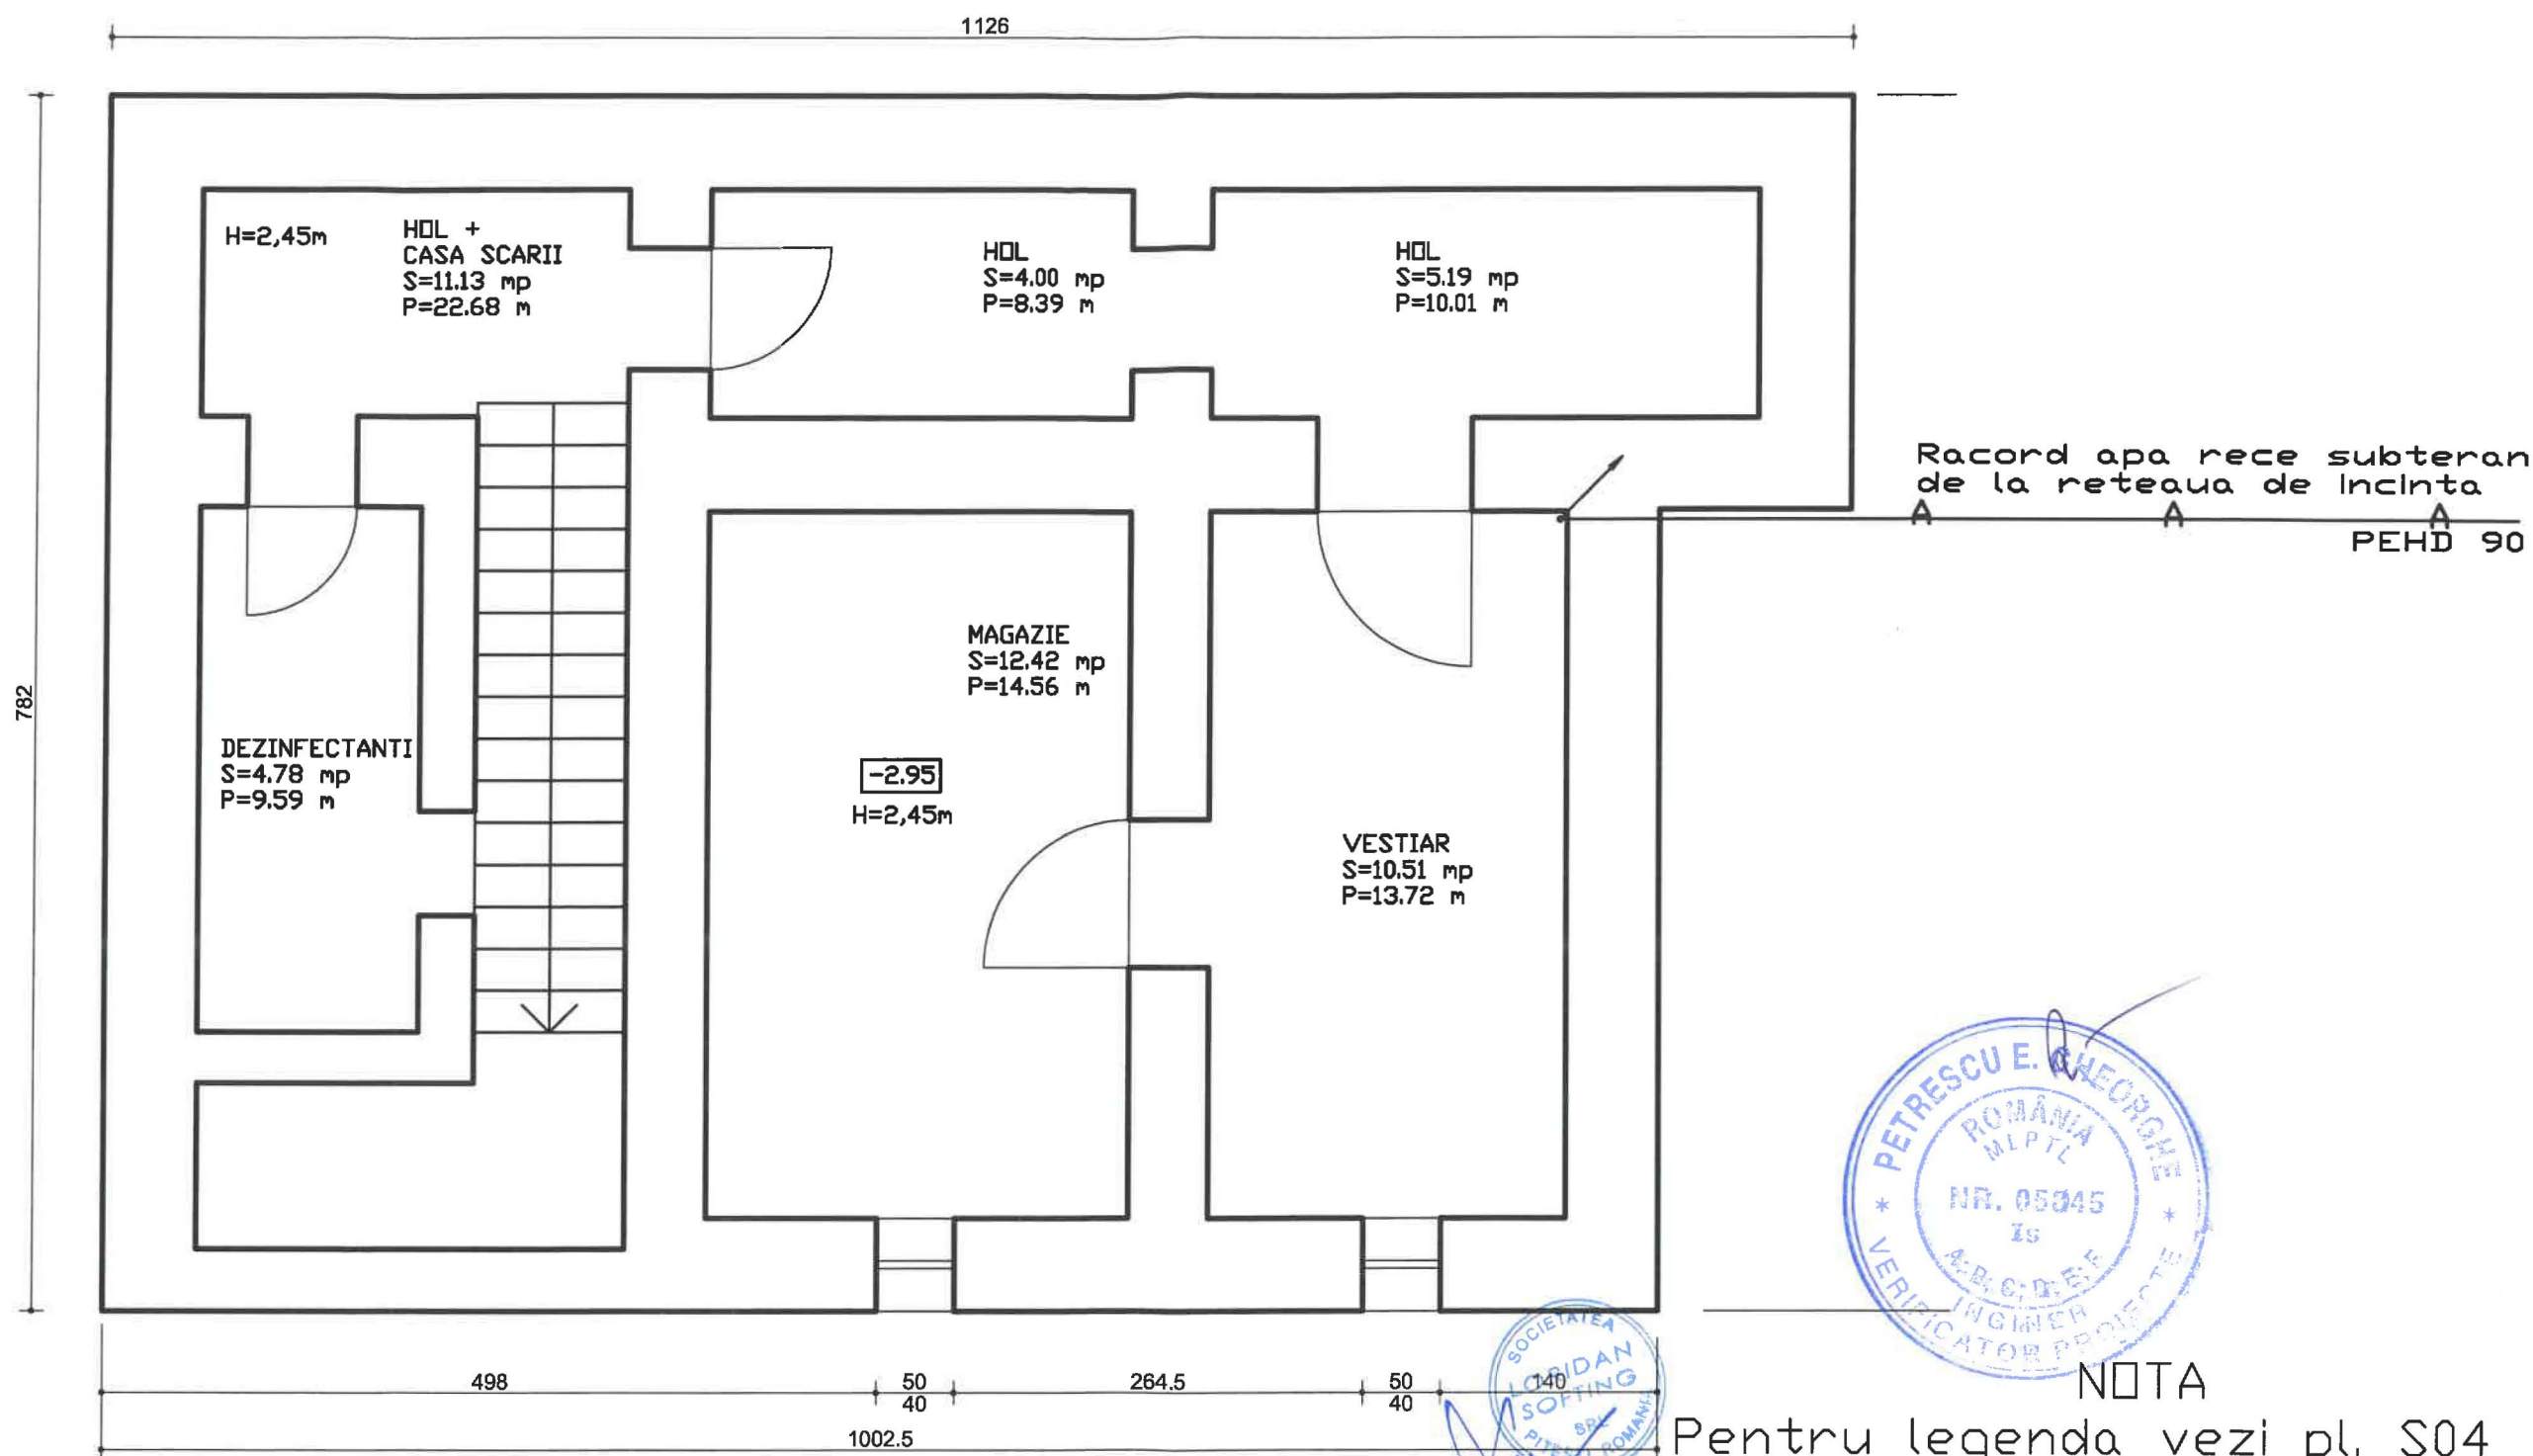 1126
H=2,45m
HOL +
CASA SCARII
S=11.13 mp
P=22.68 m
HOL
S=4.00 mp
P=8.39 m
HOL
S=5.19 mp
P=10.01 m
Racord apa rece subteran
de la reteaua de incinta
PEHD 90
782
MAGAZIE
S=12.42 mp
P=14.56 m
-2.95
H=2,45m
DEZINFECTANTI
S=4.78 mp
P=9.59 m
VESTIAR
S=10.51 mp
P=13.72 m
PETRESCU E. GHEORGHE
ROMÂNIA
MLPTL
NR. 05045
Is
A; B; C; D; E; F
INGINER
VERIFICATOR PROIECTE
SOCIETATEA
LORIDAN
SOFTING
SRL
498
50
40
264.5
50
40
140
1002.5
NOTA
Pentru legenda vezi pl. S04